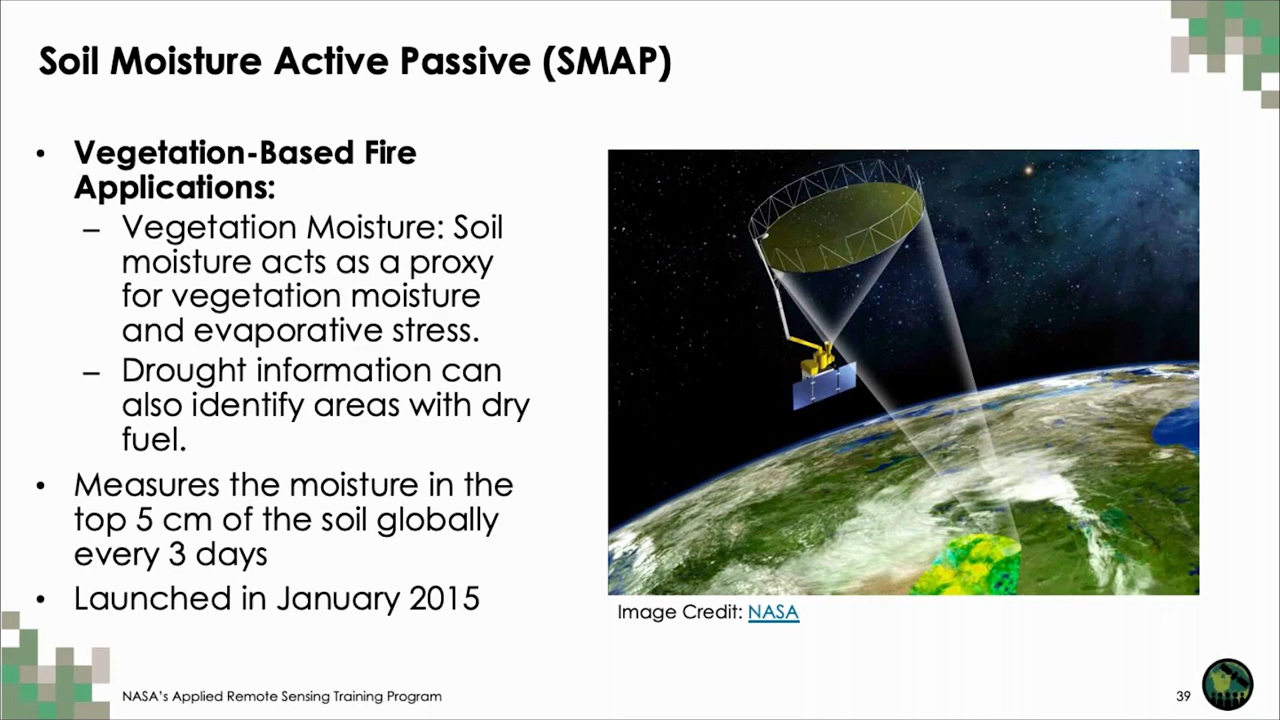 Soil Moisture Active Passive (SMAP)
• Vegetation-Based Fire
Applications:
– Vegetation Moisture: Soil
moisture acts as a proxy
for vegetation moisture
and evaporative stress.
– Drought information can
also identify areas with dry
fuel.
• Measures the moisture in the
top 5 cm of the soil globally
every 3 days
• Launched in January 2015
Image Credit: NASA
NASA's Applied Remote Sensing Training Program
39